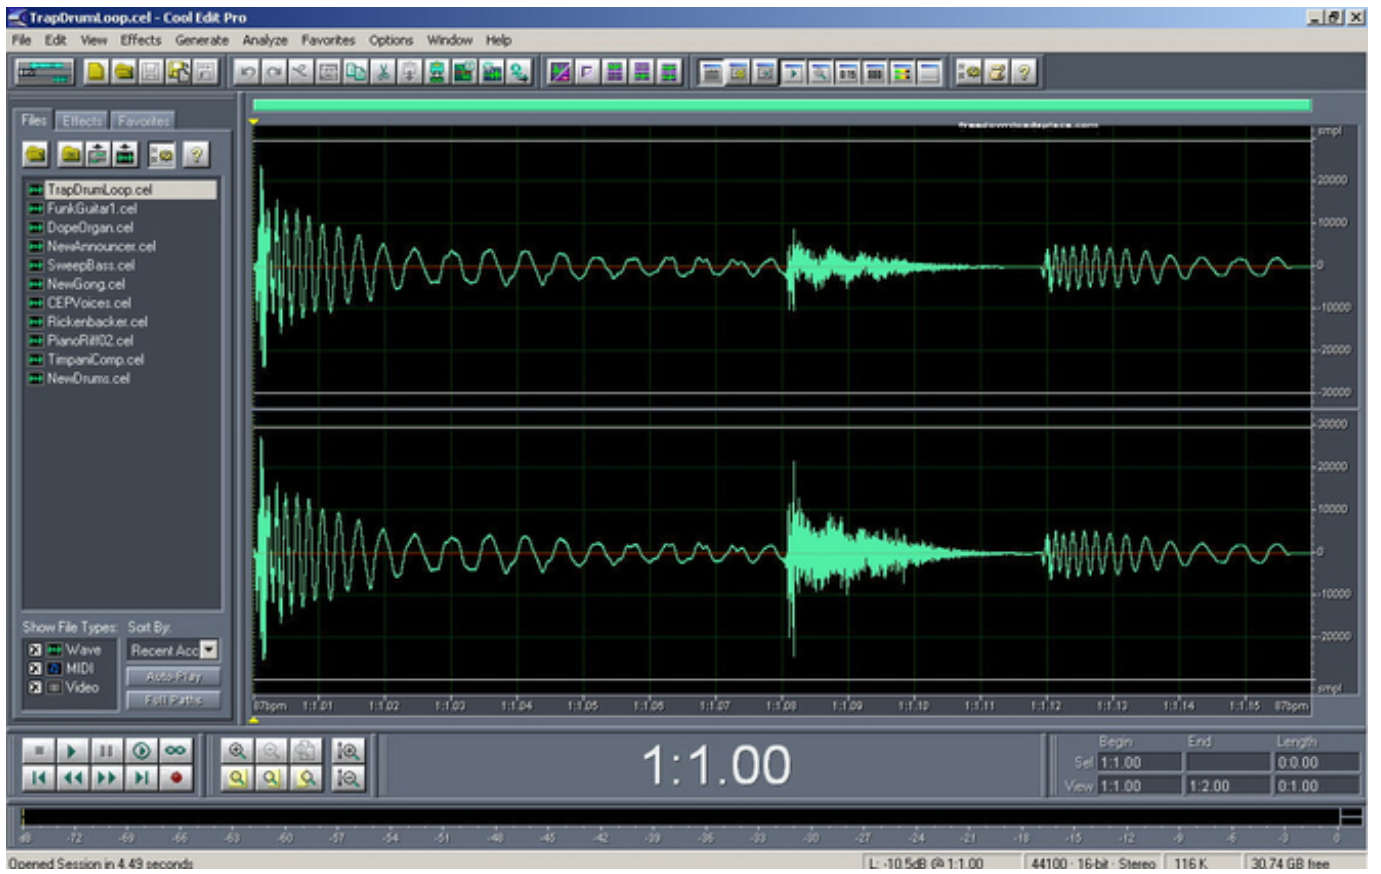 TrapDrumLoop.cel - Cool Edit Pro
File Edit View Effects Generate Analyze Favorites Options Window Help
Files Effects Favorites
freedownloadsplace.com
smpl
TrapDrumLoop.cel
FunkGuitar1.cel
DopeOrgan.cel
NewAnnouncer.cel
SweepBass.cel
NewGong.cel
CEPVoices.cel
Rickenbacker.cel
PianoRiff02.cel
TimpaniComp.cel
NewDrums.cel
20000
10000
0
-10000
-20000
-30000
30000
20000
10000
0
-10000
-20000
smpl
Show File Types: Sort By:
Wave Recent Acc
MIDI Auto-Play
Video Full Paths
87bpm 1:1.01 1:1.02 1:1.03 1:1.04 1:1.05 1:1.06 1:1.07 1:1.08 1:1.09 1:1.10 1:1.11 1:1.12 1:1.13 1:1.14 1:1.15 87bpm
1:1.00
Begin End Length
Sel 1:1.00 0:0.00
View 1:1.00 1:2.00 0:1.00
dB -72 -69 -66 -63 -60 -57 -54 -51 -48 -45 -42 -39 -36 -33 -30 -27 -24 -21 -18 -15 -12 -9 -6 -3 0
Opened Session in 4.49 seconds L: -10.5dB @ 1:1.00 44100 · 16-bit · Stereo 116 K 30.74 GB free